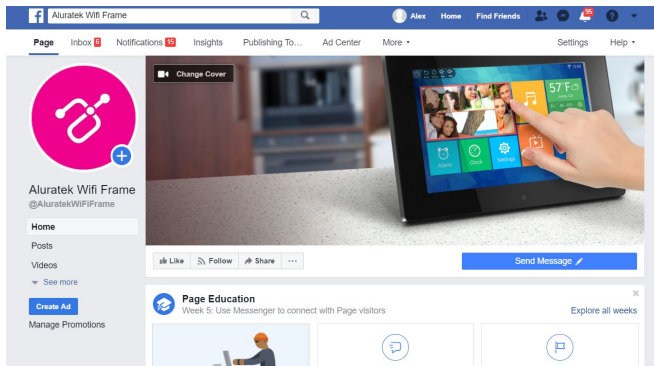 Aluratek Wifi Frame
Alex Home Find Friends 95
Page Inbox 6 Notifications 15 Insights Publishing To... Ad Center More Settings Help
Change Cover
57°F
Alarm
Clock
Settings
Aluratek Wifi Frame
@AluratekWiFiFrame
Home
Posts
Videos
See more
Create Ad
Manage Promotions
Like Follow Share ...
Send Message
Page Education
Week 5: Use Messenger to connect with Page visitors
Explore all weeks